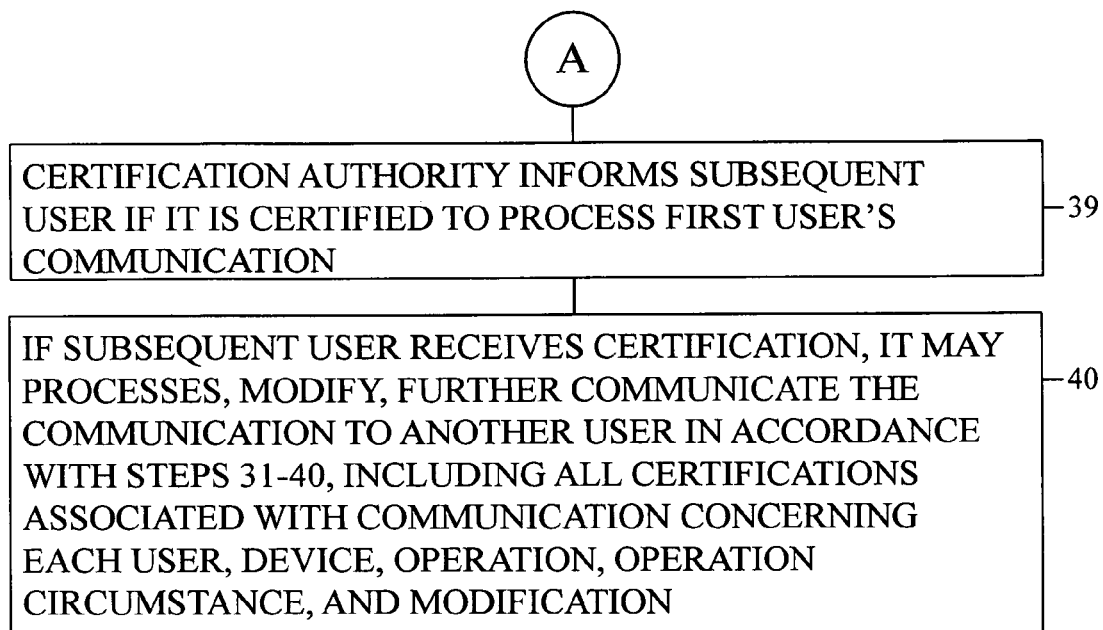 A
CERTIFICATION AUTHORITY INFORMS SUBSEQUENT
USER IF IT IS CERTIFIED TO PROCESS FIRST USER'S
COMMUNICATION
39
IF SUBSEQUENT USER RECEIVES CERTIFICATION, IT MAY
PROCESSES, MODIFY, FURTHER COMMUNICATE THE
COMMUNICATION TO ANOTHER USER IN ACCORDANCE
WITH STEPS 31-40, INCLUDING ALL CERTIFICATIONS
ASSOCIATED WITH COMMUNICATION CONCERNING
EACH USER, DEVICE, OPERATION, OPERATION
CIRCUMSTANCE, AND MODIFICATION
40